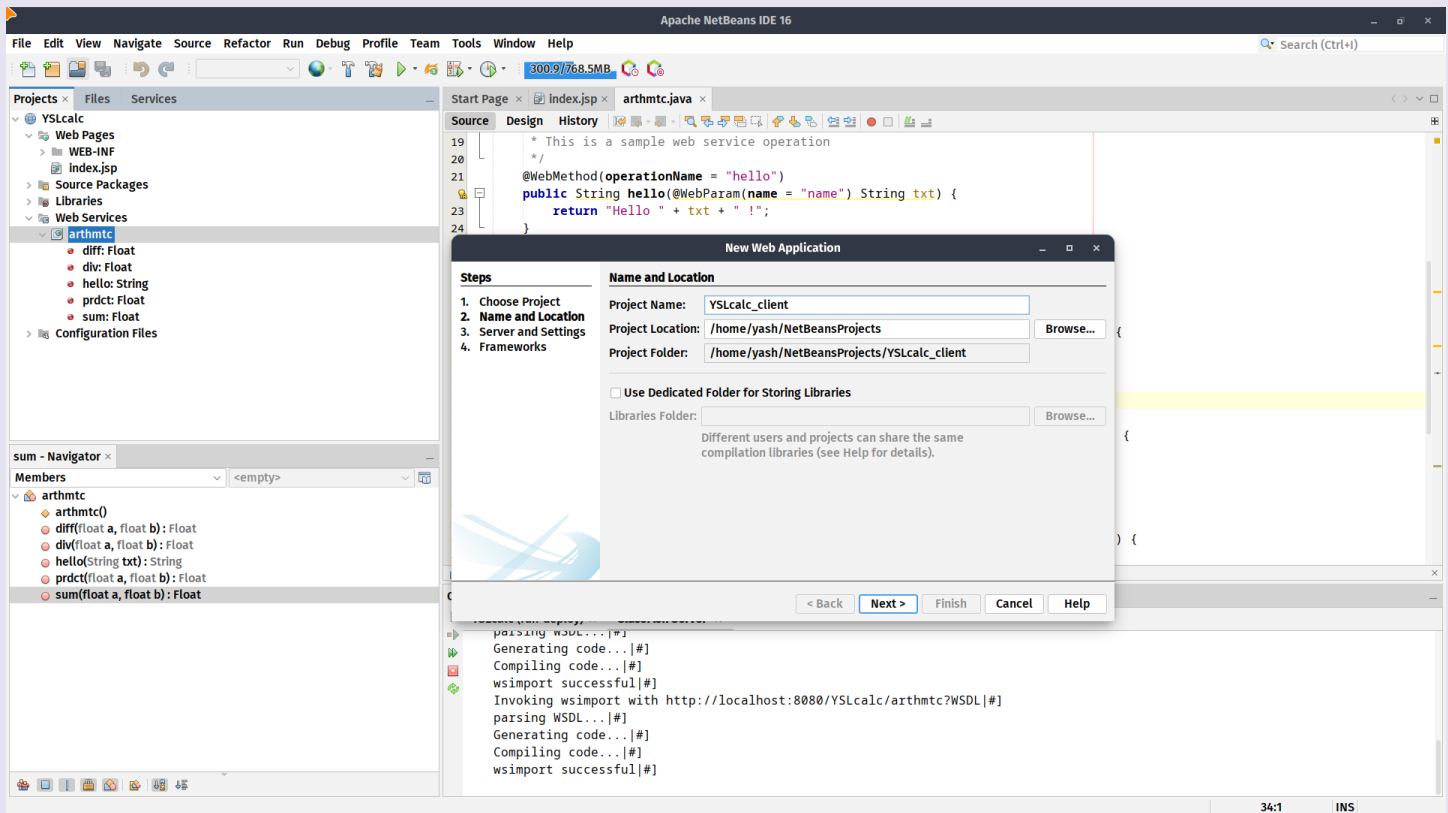 Apache NetBeans IDE 16
File Edit View Navigate Source Refactor Run Debug Profile Team Tools Window Help
Search (Ctrl+I)
300.9/768.5MB
Projects Files Services
YSLcalc
Web Pages
WEB-INF
index.jsp
Source Packages
Libraries
Web Services
arthmtc
diff: Float
div: Float
hello: String
prdct: Float
sum: Float
Configuration Files
sum - Navigator
Members <empty>
arthmtc
arthmtc()
diff(float a, float b) : Float
div(float a, float b) : Float
hello(String txt) : String
prdct(float a, float b) : Float
sum(float a, float b) : Float
Start Page index.jsp arthmtc.java
Source Design History
19 * This is a sample web service operation
20 */
21 @WebMethod(operationName = "hello")
public String hello(@WebParam(name = "name") String txt) {
23 return "Hello " + txt + " !";
24 }
{
{
) {
New Web Application
Steps
1. Choose Project
2. Name and Location
3. Server and Settings
4. Frameworks
Name and Location
Project Name: YSLcalc_client
Project Location: /home/yash/NetBeansProjects Browse...
Project Folder: /home/yash/NetBeansProjects/YSLcalc_client
Use Dedicated Folder for Storing Libraries
Libraries Folder: Browse...
Different users and projects can share the same
compilation libraries (see Help for details).
< Back Next > Finish Cancel Help
parsing WSDL...|#]
Generating code...|#]
Compiling code...|#]
wsimport successful|#]
Invoking wsimport with http://localhost:8080/YSLcalc/arthmtc?WSDL|#]
parsing WSDL...|#]
Generating code...|#]
Compiling code...|#]
wsimport successful|#]
34:1 INS